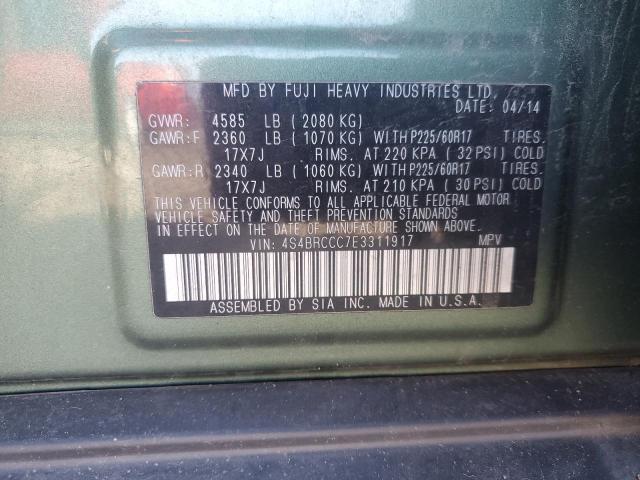 MFD BY FUJI HEAVY INDUSTRIES LTD.
DATE: 04/14
GVWR: 4585 LB (2080 KG)
GAWR:F 2360 LB (1070 KG) WITH P225/60R17 TIRES.
17X7J RIMS. AT 220 KPA (32 PSI) COLD
GAWR:R 2340 LB (1060 KG) WITH P225/60R17 TIRES.
17X7J RIMS. AT 210 KPA (30 PSI) COLD
THIS VEHICLE CONFORMS TO ALL APPLICABLE FEDERAL MOTOR
VEHICLE SAFETY AND THEFT PREVENTION STANDARDS
IN EFFECT ON THE DATE OF MANUFACTURE SHOWN ABOVE.
VIN: 4S4BRCCC7E3311917 MPV
ASSEMBLED BY SIA INC. MADE IN U.S.A.